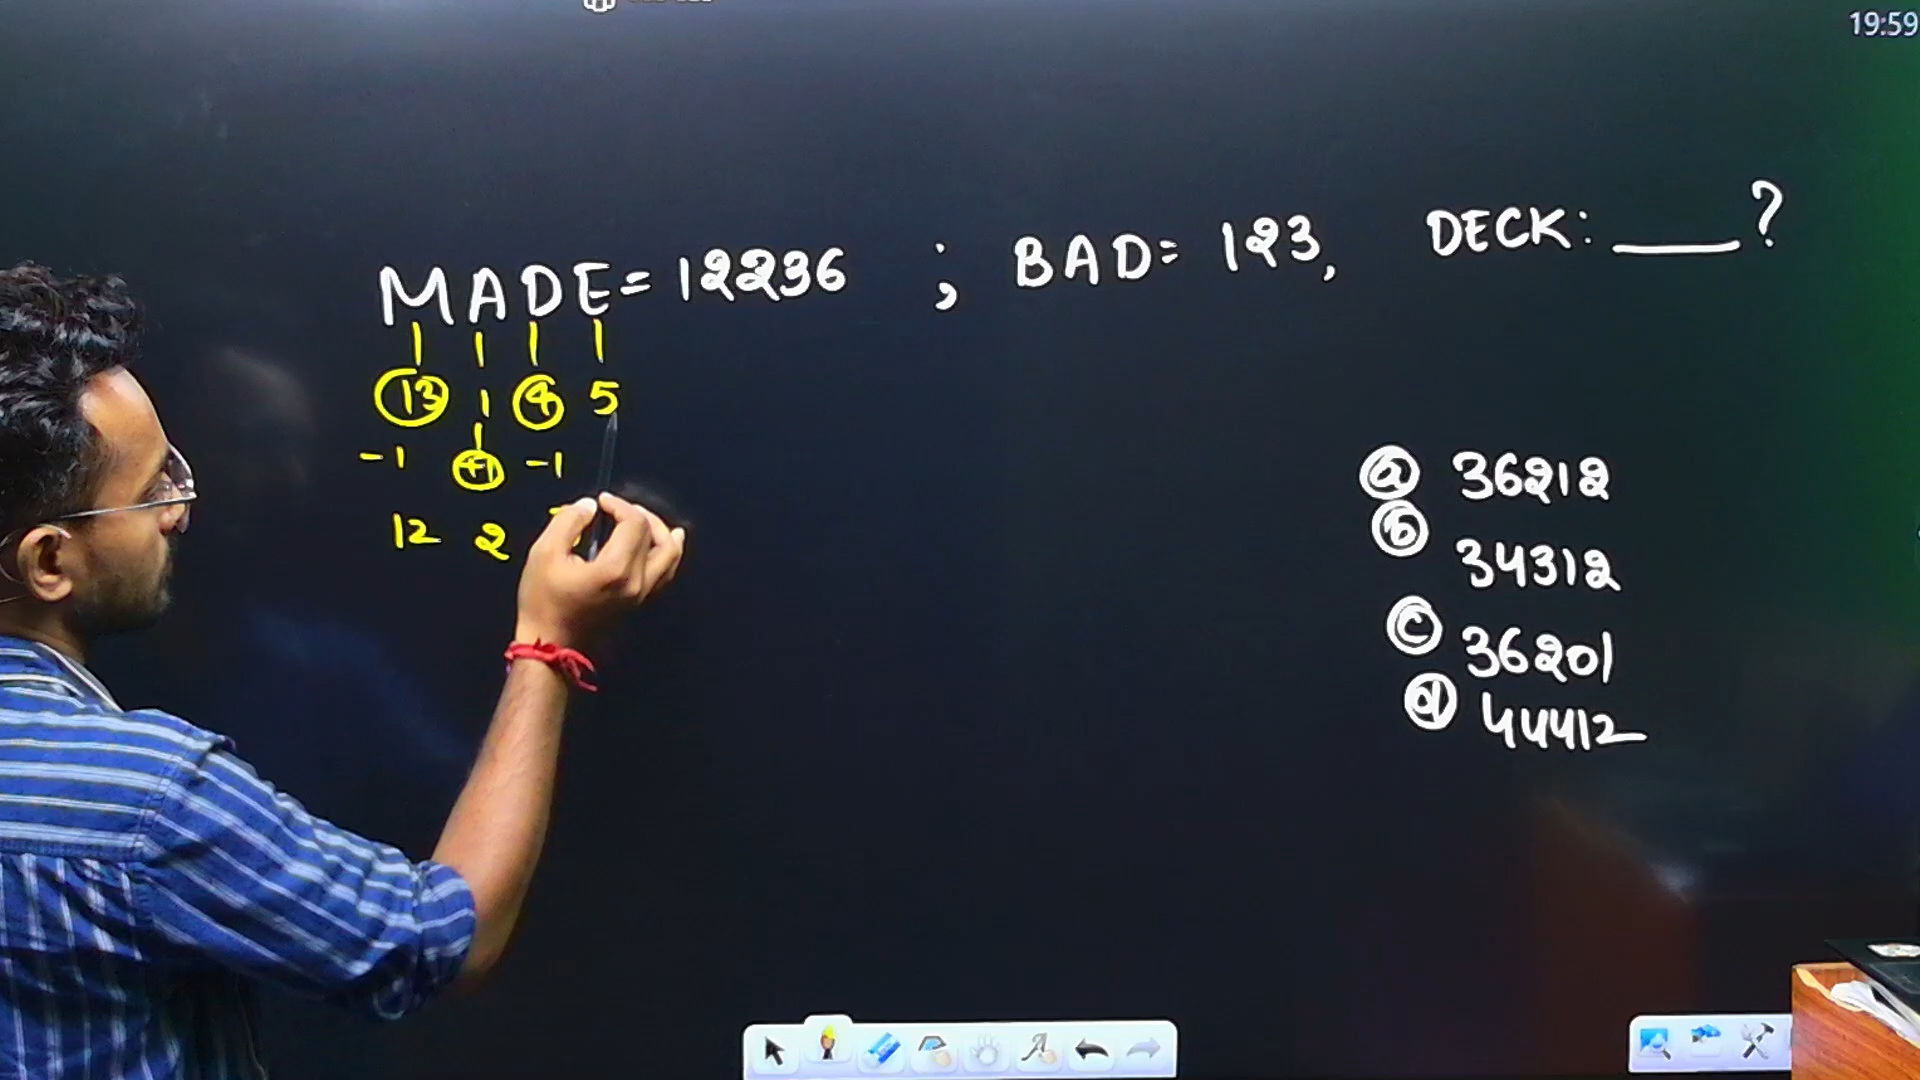 19:59
MADE = 12236 ; BAD = 123, DECK: ___?
13 1 4 5
-1 +1 -1
12 2
(a) 36212
(b) 34312
(c) 36201
(d) 44412